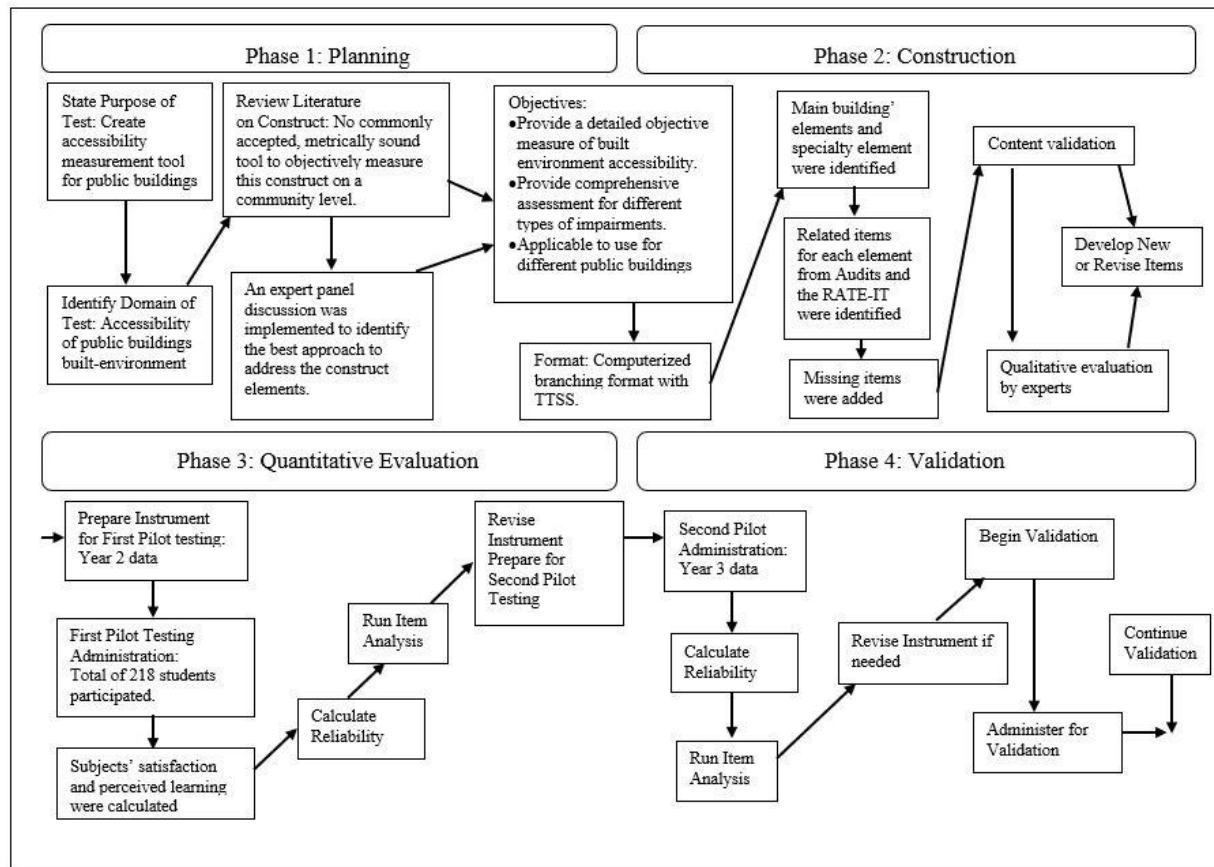 Phase 1: Planning
State Purpose of
Test: Create
accessibility
measurement tool
for public buildings
Identify Domain of
Test: Accessibility
of public buildings
built-environment
Review Literature
on Construct: No commonly
accepted, metrically sound
tool to objectively measure
this construct on a
community level.
An expert panel
discussion was
implemented to identify
the best approach to
address the construct
elements.
Objectives:
•Provide a detailed objective
measure of built
environment accessibility.
•Provide comprehensive
assessment for different
types of impairments.
•Applicable to use for
different public buildings
Format: Computerized
branching format with
TTSS.
Phase 2: Construction
Main building’
elements and
specialty element
were identified
Related items
for each element
from Audits and
the RATE-IT
were identified
Missing items
were added
Content validation
Qualitative evaluation
by experts
Develop New
or Revise Items
Phase 3: Quantitative Evaluation
Prepare Instrument
for First Pilot testing:
Year 2 data
First Pilot Testing
Administration:
Total of 218 students
participated.
Subjects’ satisfaction
and perceived learning
were calculated
Calculate
Reliability
Run Item
Analysis
Revise
Instrument
Prepare for
Second Pilot
Testing
Phase 4: Validation
Second Pilot
Administration:
Year 3 data
Calculate
Reliability
Run Item
Analysis
Revise Instrument if
needed
Begin Validation
Administer for
Validation
Continue
Validation